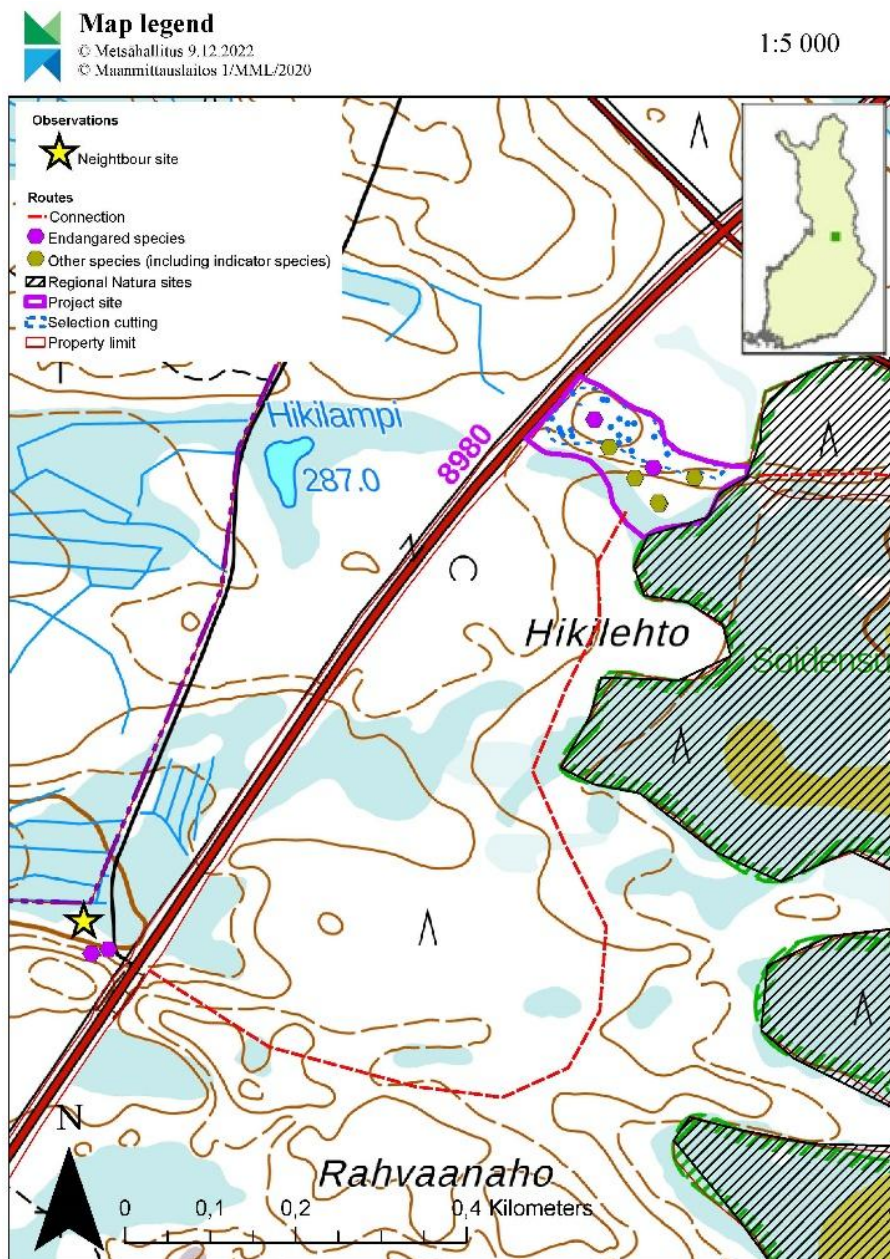 Map legend
© Metsähallitus 9.12.2022
© Maanmittauslaitos 1/MML/2020
1:5 000
Observations
Neighbour site
Routes
Connection
Endangared species
Other species (including indicator species)
Regional Natura sites
Project site
Selection cutting
Property limit
Hikilampi
287.0
8980
Hikilehto
Soidensu
N
Rahvaanaho
0 0,1 0,2 0,4 Kilometers